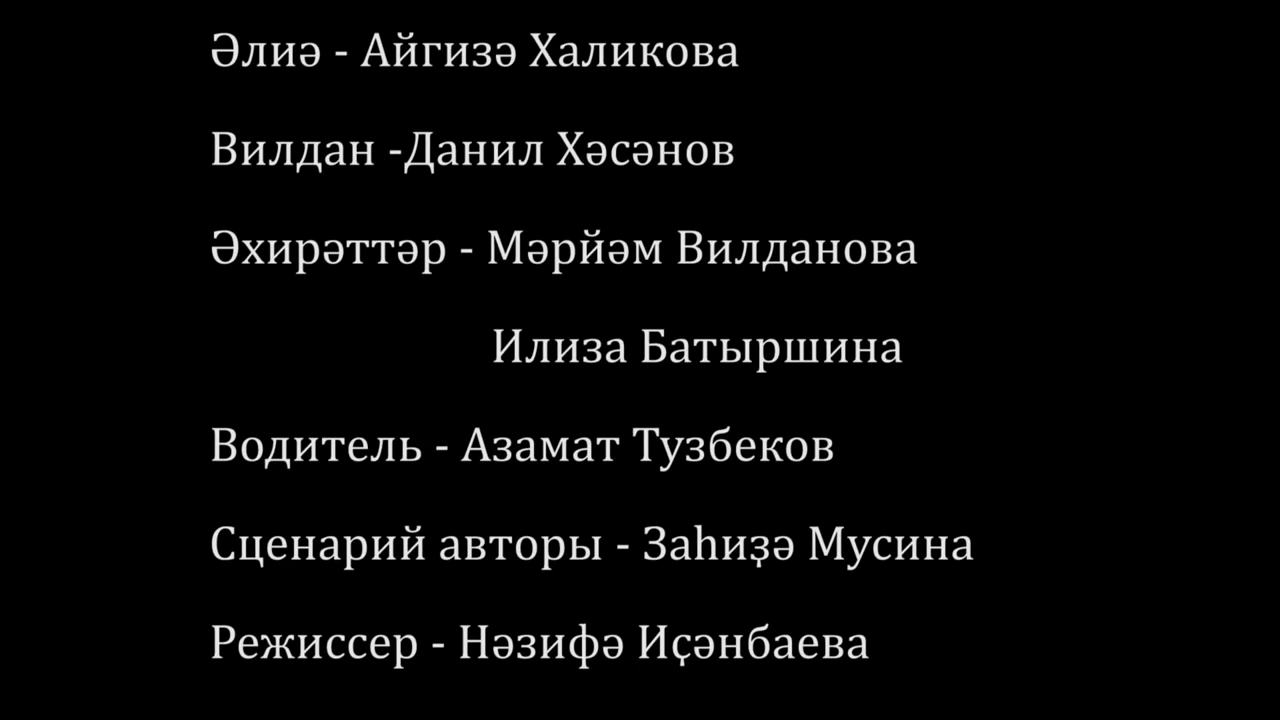 Әлиә - Айгизә Халикова
Вилдан -Данил Хәсәнов
Әхирәттәр - Мәрйәм Вилданова
Илиза Батыршина
Водитель - Азамат Тузбеков
Сценарий авторы - Заһиҙә Мусина
Режиссер - Нәзифә Иҫәнбаева